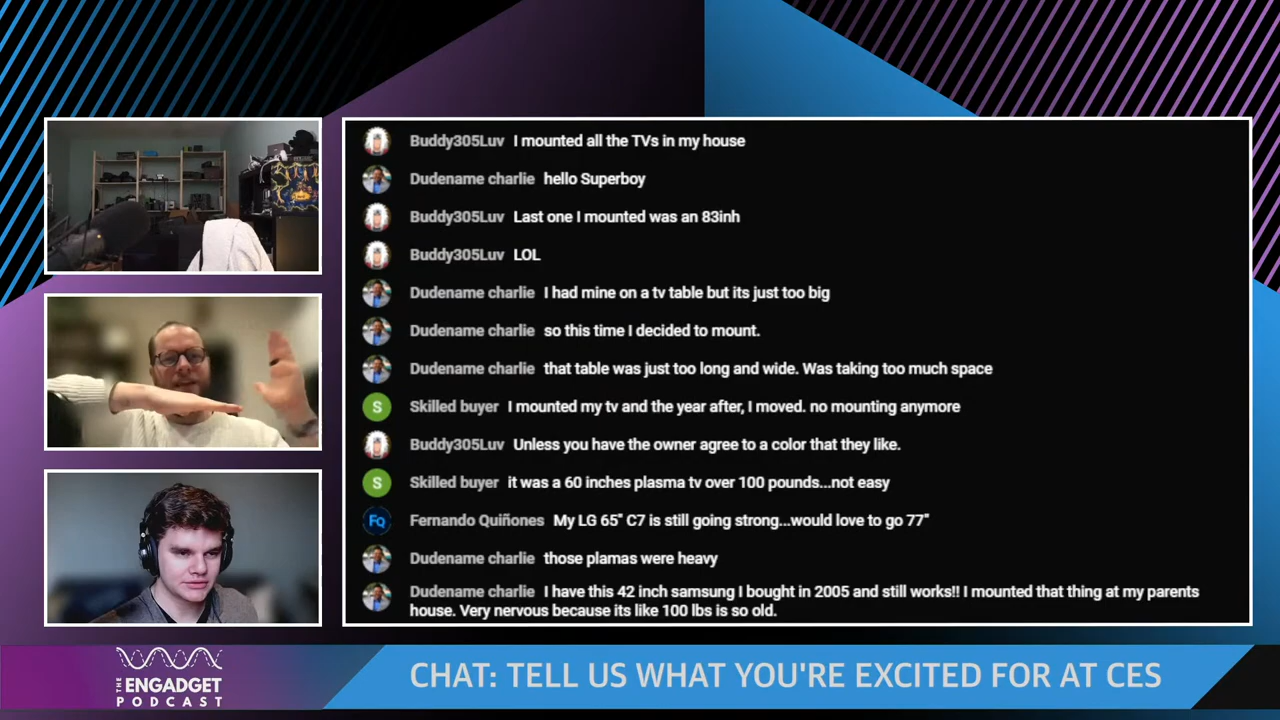 Buddy305Luv I mounted all the TVs in my house
Dudename charlie hello Superboy
Buddy305Luv Last one I mounted was an 83inh
Buddy305Luv LOL
Dudename charlie I had mine on a tv table but its just too big
Dudename charlie so this time I decided to mount.
Dudename charlie that table was just too long and wide. Was taking too much space
S Skilled buyer I mounted my tv and the year after, I moved. no mounting anymore
Buddy305Luv Unless you have the owner agree to a color that they like.
S Skilled buyer it was a 60 inches plasma tv over 100 pounds...not easy
FQ Fernando Quiñones My LG 65" C7 is still going strong...would love to go 77"
Dudename charlie those plamas were heavy
Dudename charlie I have this 42 inch samsung I bought in 2005 and still works!! I mounted that thing at my parents
house. Very nervous because its like 100 lbs is so old.
THE ENGADGET
PODCAST
CHAT: TELL US WHAT YOU'RE EXCITED FOR AT CES